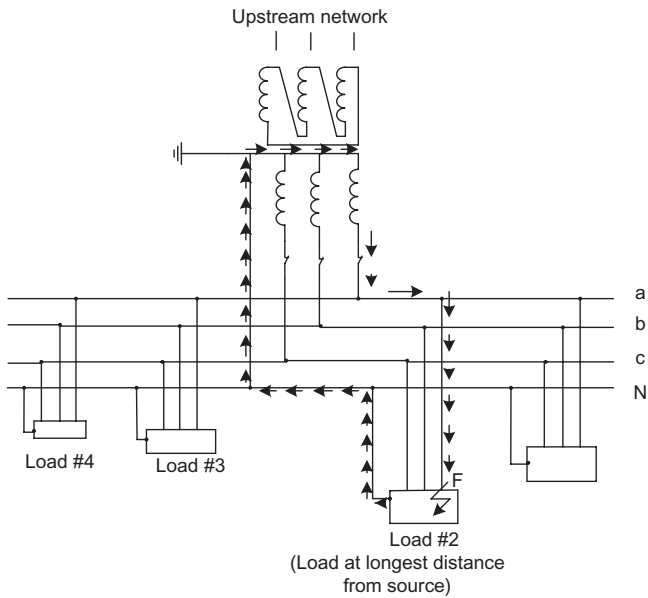 Upstream network
a
b
c
N
Load #4
Load #3
F
Load #2
(Load at longest distance
from source)